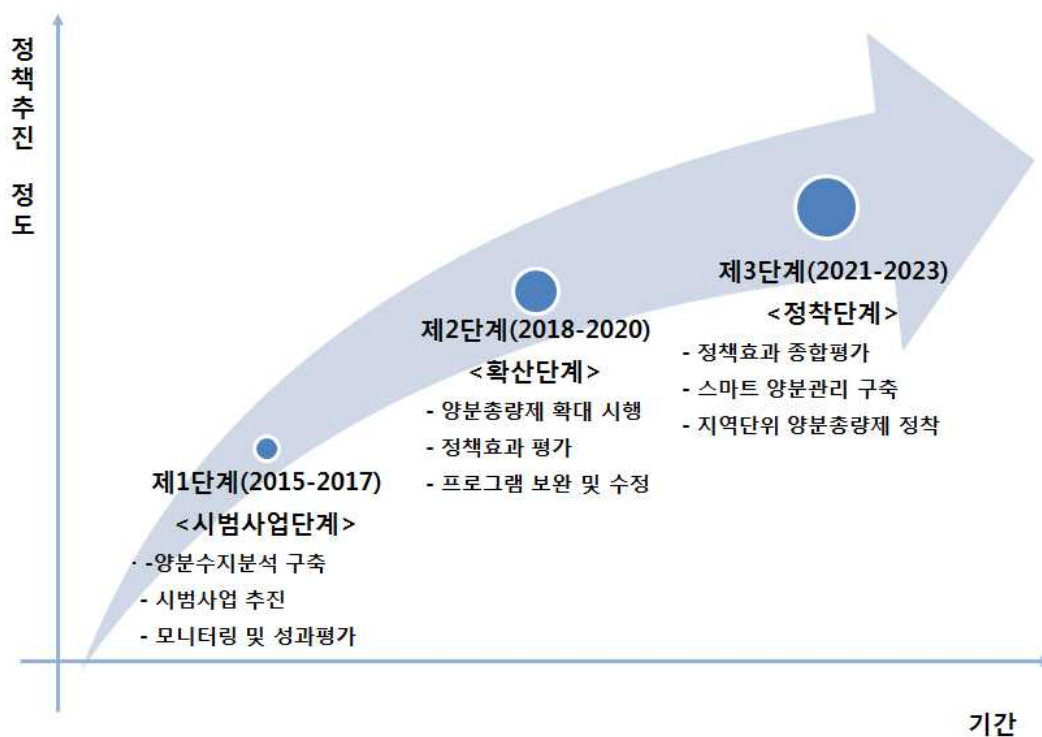 정책추진 정도
제1단계(2015-2017)
<시범사업단계>
· -양분수지분석 구축
- 시범사업 추진
- 모니터링 및 성과평가
제2단계(2018-2020)
<확산단계>
- 양분총량제 확대 시행
- 정책효과 평가
- 프로그램 보완 및 수정
제3단계(2021-2023)
<정착단계>
- 정책효과 종합평가
- 스마트 양분관리 구축
- 지역단위 양분총량제 정착
기간